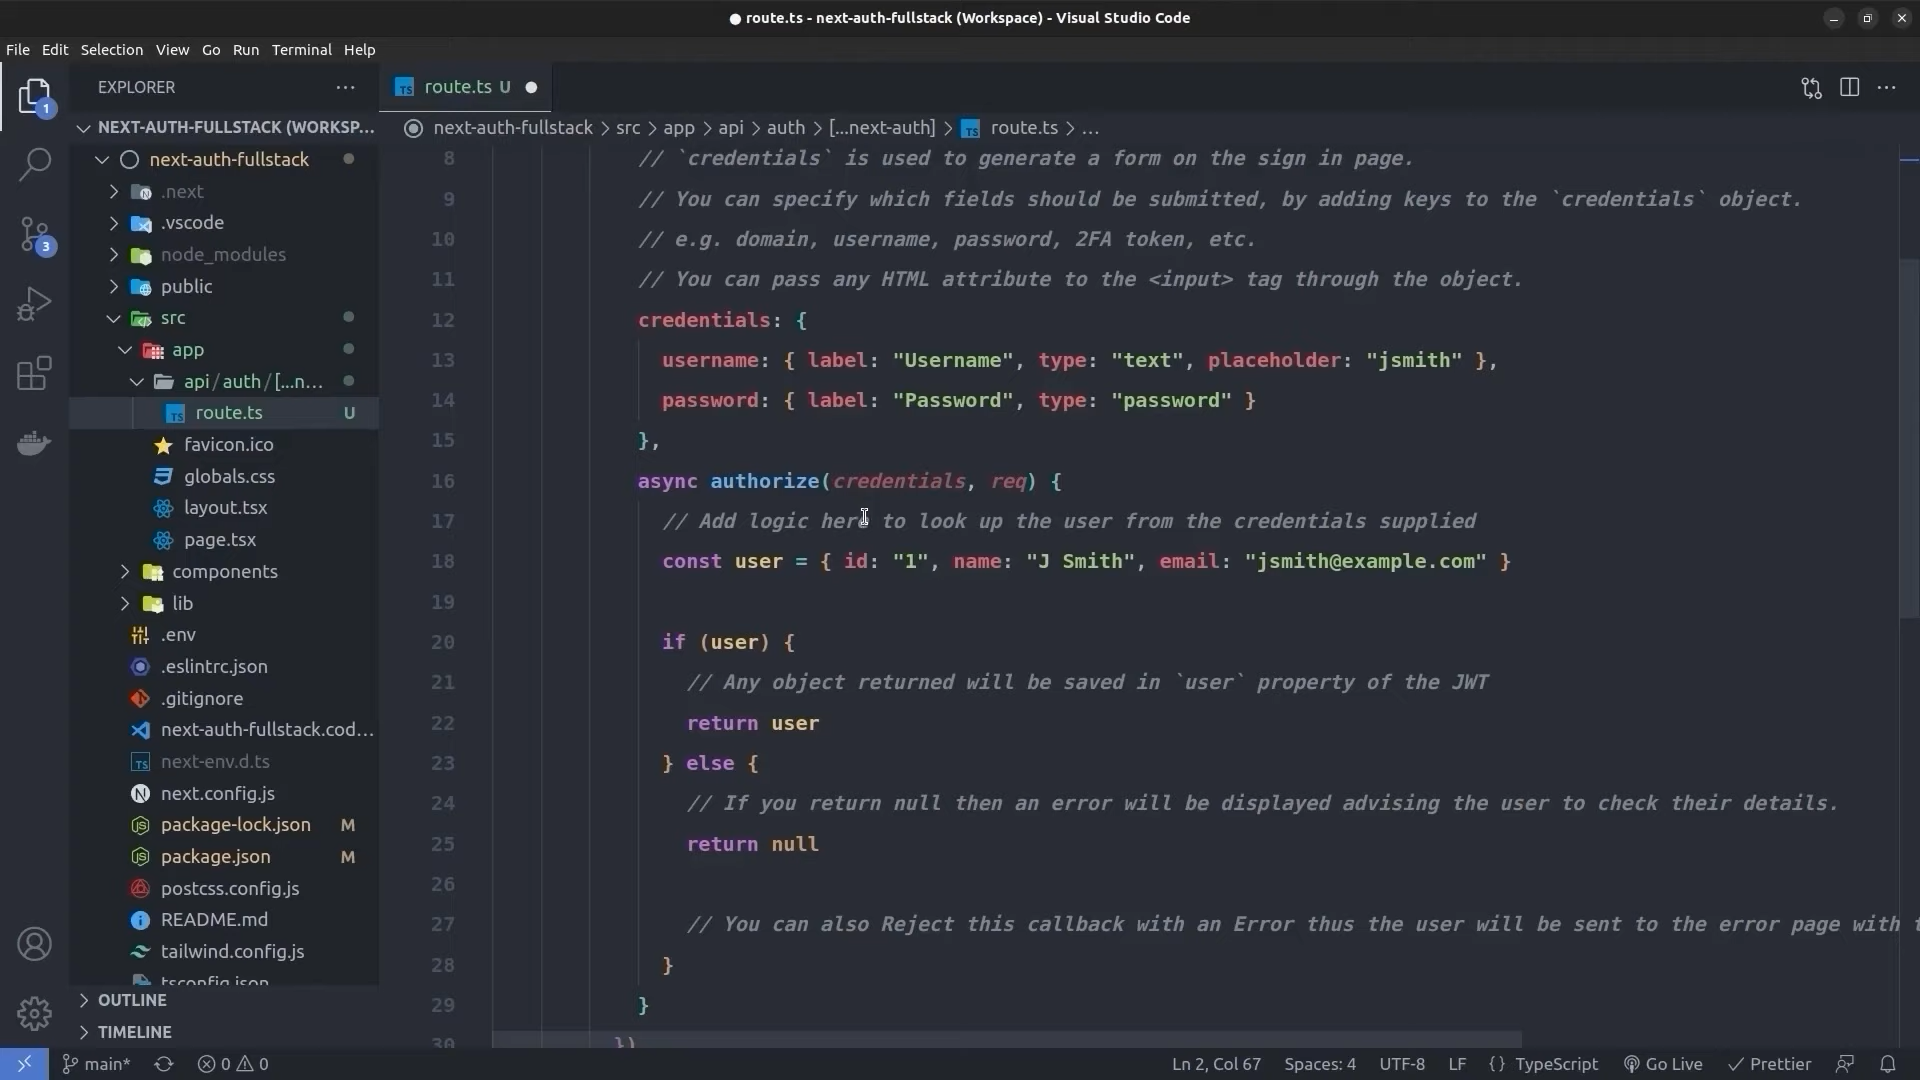 route.ts - next-auth-fullstack (Workspace) - Visual Studio Code
File Edit Selection View Go Run Terminal Help
EXPLORER
route.ts U
NEXT-AUTH-FULLSTACK (WORKSP...
next-auth-fullstack > src > app > api > auth > [...next-auth] > TS route.ts > ...
next-auth-fullstack
.next
.vscode
node_modules
public
src
app
api/auth/[...n...
route.ts U
favicon.ico
globals.css
layout.tsx
page.tsx
components
lib
.env
.eslintrc.json
.gitignore
next-auth-fullstack.cod...
next-env.d.ts
next.config.js
package-lock.json M
package.json M
postcss.config.js
README.md
tailwind.config.js
tsconfig.json
OUTLINE
TIMELINE
1
3
8 // `credentials` is used to generate a form on the sign in page.
9 // You can specify which fields should be submitted, by adding keys to the `credentials` object.
10 // e.g. domain, username, password, 2FA token, etc.
11 // You can pass any HTML attribute to the <input> tag through the object.
12 credentials: {
13 username: { label: "Username", type: "text", placeholder: "jsmith" },
14 password: { label: "Password", type: "password" }
15 },
16 async authorize(credentials, req) {
17 // Add logic here to look up the user from the credentials supplied
18 const user = { id: "1", name: "J Smith", email: "jsmith@example.com" }
19
20 if (user) {
21 // Any object returned will be saved in `user` property of the JWT
22 return user
23 } else {
24 // If you return null then an error will be displayed advising the user to check their details.
25 return null
26
27 // You can also Reject this callback with an Error thus the user will be sent to the error page with
28 }
29 }
30 })
main* 0 0 Ln 2, Col 67 Spaces: 4 UTF-8 LF {} TypeScript Go Live Prettier